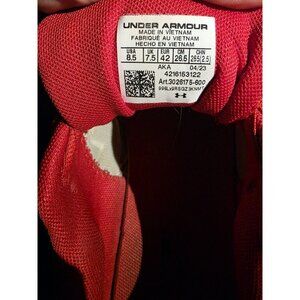 UNDER ARMOUR
MADE IN VIETNAM
FABRIQUÉ AU VIETNAM
HECHO EN VIETNAM
USA UK EUR CM CHN
8.5 7.5 42 26.5 265(2.5)
AKA 04/23
4216153122
Art.3026175-600